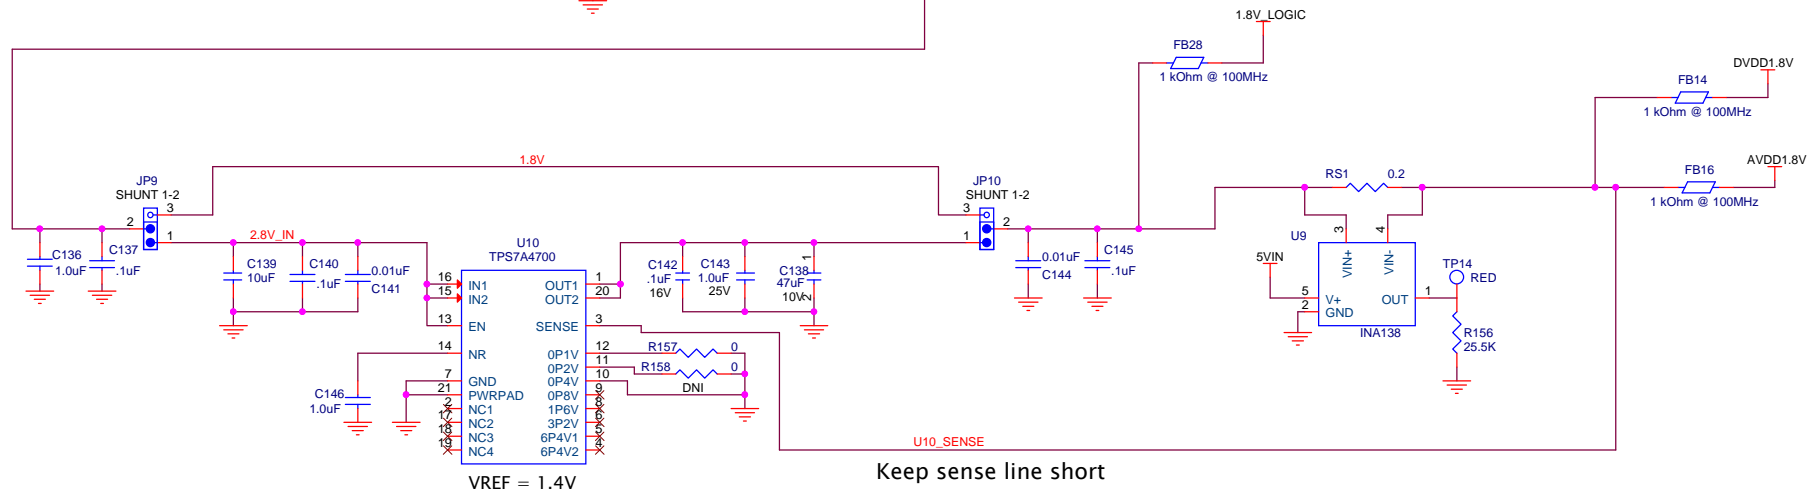 1.8V_LOGIC
FB28
1 kOhm @ 100MHz
DVDD1.8V
FB14
1 kOhm @ 100MHz
1.8V
AVDD1.8V
JP9
SHUNT 1-2
3
2
1
JP10
SHUNT 1-2
3
2
1
RS1 0.2
FB16
1 kOhm @ 100MHz
2.8V_IN
C136
1.0uF
C137
.1uF
C139
10uF
C140
.1uF
0.01uF
C141
U10
TPS7A4700
16 IN1
15 IN2
13 EN
14 NR
7 GND
21 PWRPAD
2 NC1
17 NC2
18 NC3
19 NC4
OUT1 1
OUT2 20
SENSE 3
0P1V 12
0P2V 11
0P4V 10
0P8V 9
1P6V 8
3P2V 6
6P4V1 5
6P4V2 4
VREF = 1.4V
C146
1.0uF
C142
.1uF
16V
C143
1.0uF
25V
C138
47uF
10V
1
2
R157 0
R158 0
DNI
0.01uF
C144
C145
.1uF
U9
3
4
VIN+
VIN-
5VIN
5 V+
2 GND
OUT 1
INA138
TP14
RED
R156
25.5K
U10_SENSE
Keep sense line short